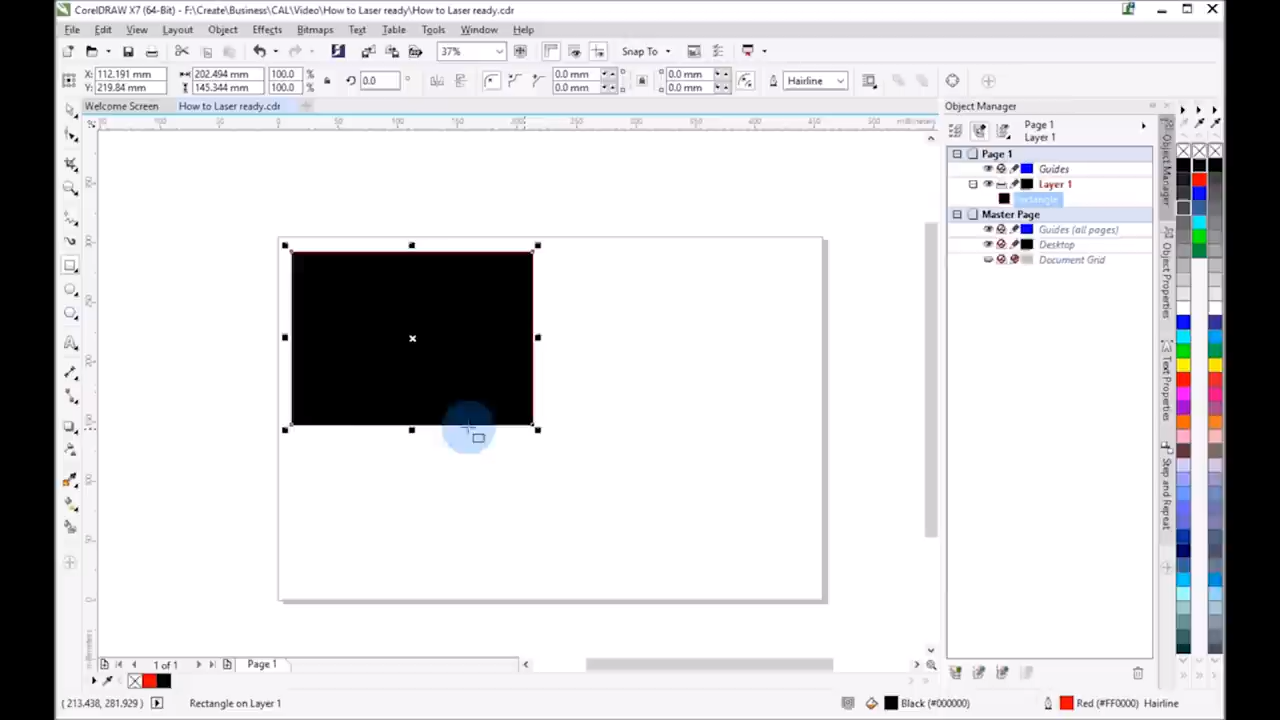 CorelDRAW X7 (64-Bit) - F:\Create\Business\CAL\Video\How to Laser ready\How to Laser ready.cdr
File Edit View Layout Object Effects Bitmaps Text Table Tools Window Help
37% Snap To
X: 112.191 mm 202.494 mm 100.0 % 0.0 0.0 mm 0.0 mm Hairline
Y: 219.84 mm 145.344 mm 100.0 % 0.0 mm 0.0 mm
Welcome Screen How to Laser ready.cdr
Object Manager
Page 1
Layer 1
Page 1
Guides
Layer 1
Rectangle
Master Page
Guides (all pages)
Desktop
Document Grid
Object Manager
Object Properties
Text Properties
Step and Repeat
1 of 1 Page 1
( 213.438, 281.929 ) Rectangle on Layer 1 Black (#000000) Red (#FF0000) Hairline